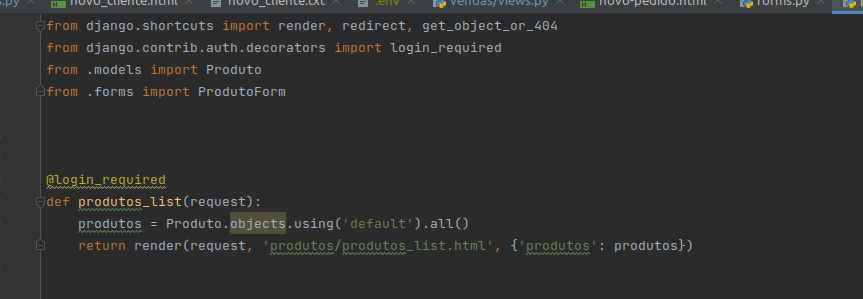 novo_cliente.html novo_cliente.txt .env vendas/views.py novo-pedido.html forms.py
from django.shortcuts import render, redirect, get_object_or_404
from django.contrib.auth.decorators import login_required
from .models import Produto
from .forms import ProdutoForm
@login_required
def produtos_list(request):
produtos = Produto.objects.using('default').all()
return render(request, 'produtos/produtos_list.html', {'produtos': produtos})